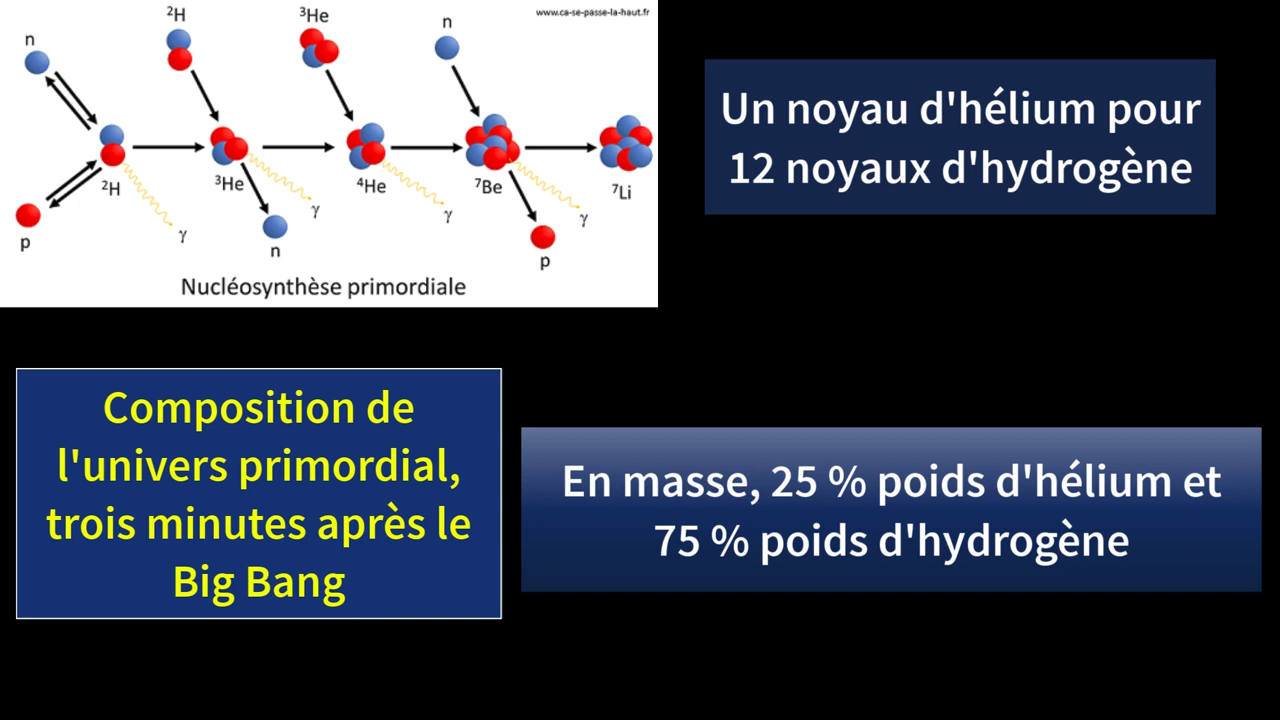 www.ca-se-passe-la-haut.fr
n
²H
³He
n
²H
³He
⁴He
⁷Be
⁷Li
p
γ
γ
γ
γ
n
p
Nucléosynthèse primordiale
Un noyau d'hélium pour
12 noyaux d'hydrogène
Composition de
l'univers primordial,
trois minutes après le
Big Bang
En masse, 25 % poids d'hélium et
75 % poids d'hydrogène